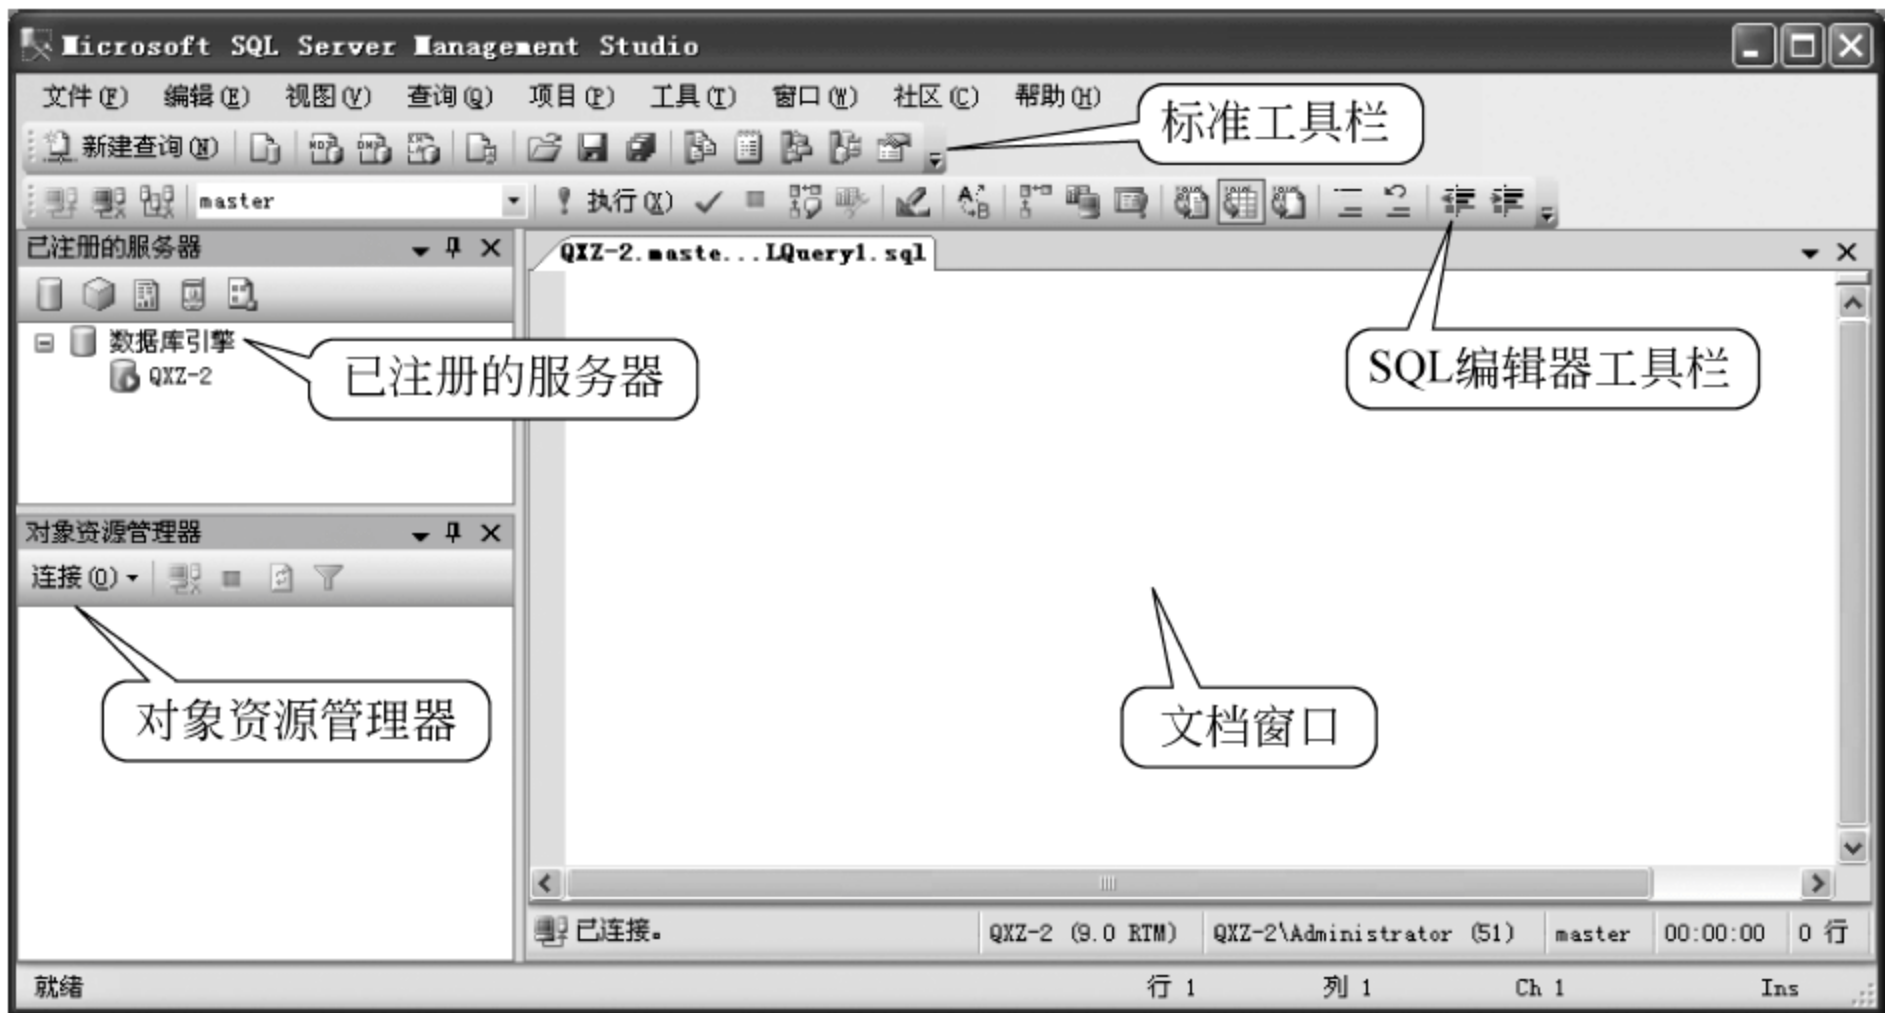 Microsoft SQL Server Management Studio
文件(F) 编辑(E) 视图(V) 查询(Q) 项目(P) 工具(T) 窗口(W) 社区(C) 帮助(H)
标准工具栏
新建查询(N)
master 执行(X)
已注册的服务器
QXZ-2.maste...LQuery1.sql
数据库引擎
QXZ-2
已注册的服务器
SQL编辑器工具栏
对象资源管理器
连接(O)
对象资源管理器
文档窗口
已连接。 QXZ-2 (9.0 RTM) QXZ-2\Administrator (51) master 00:00:00 0 行
就绪 行 1 列 1 Ch 1 Ins